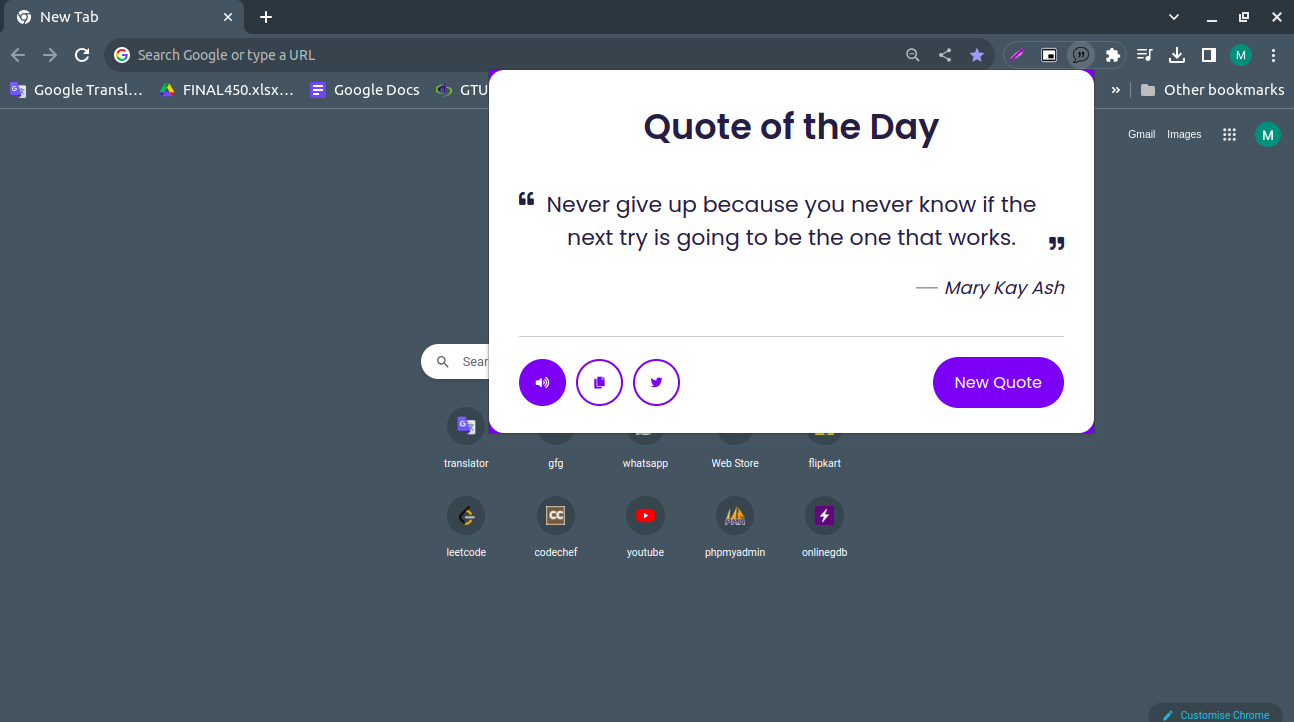 New Tab
Search Google or type a URL
M
Google Transl...
FINAL450.xlsx...
Google Docs
GTU
»
Other bookmarks
Gmail
Images
M
Quote of the Day
“ Never give up because you never know if the
next try is going to be the one that works. ”
— Mary Kay Ash
New Quote
Sear
translator
gfg
whatsapp
Web Store
flipkart
CC
leetcode
codechef
youtube
phpmyadmin
onlinegdb
Customise Chrome